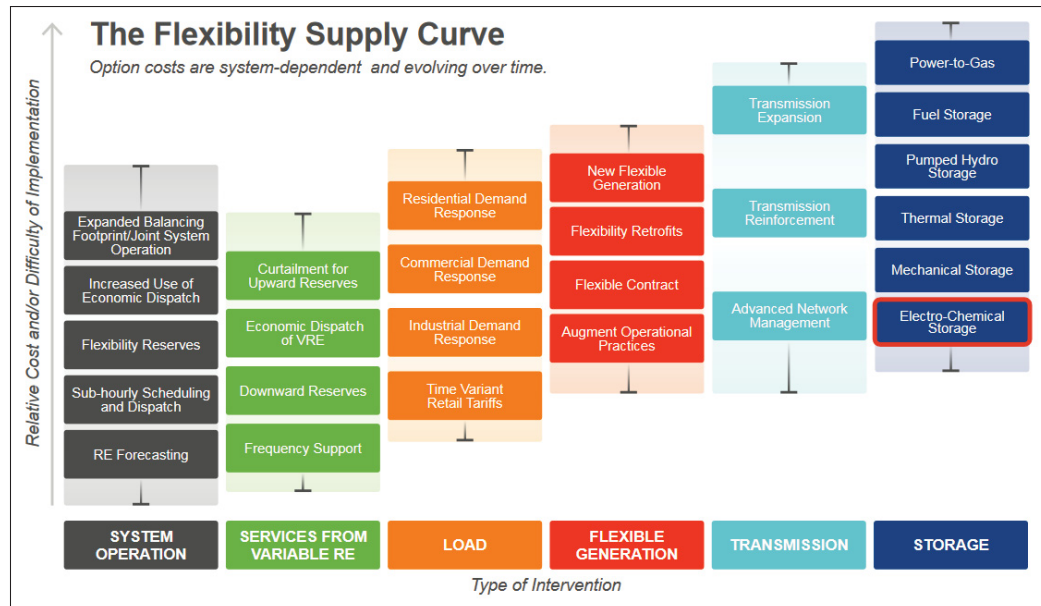 The Flexibility Supply Curve
Option costs are system-dependent and evolving over time.
Relative Cost and/or Difficulty of Implementation
Expanded Balancing
Footprint/Joint System
Operation
Increased Use of
Economic Dispatch
Flexibility Reserves
Sub-hourly Scheduling
and Dispatch
RE Forecasting
SYSTEM
OPERATION
Curtailment for
Upward Reserves
Economic Dispatch
of VRE
Downward Reserves
Frequency Support
SERVICES FROM
VARIABLE RE
Residential Demand
Response
Commercial Demand
Response
Industrial Demand
Response
Time Variant
Retail Tariffs
LOAD
New Flexible
Generation
Flexibility Retrofits
Flexible Contract
Augment Operational
Practices
FLEXIBLE
GENERATION
Transmission
Expansion
Transmission
Reinforcement
Advanced Network
Management
TRANSMISSION
Power-to-Gas
Fuel Storage
Pumped Hydro
Storage
Thermal Storage
Mechanical Storage
Electro-Chemical
Storage
STORAGE
Type of Intervention